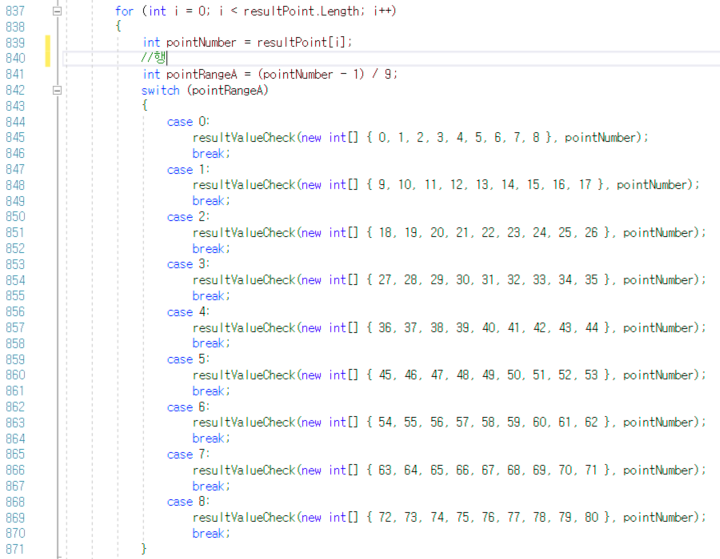 837 for (int i = 0; i < resultPoint.Length; i++)
838 {
839 int pointNumber = resultPoint[i];
840 //행
841 int pointRangeA = (pointNumber - 1) / 9;
842 switch (pointRangeA)
843 {
844 case 0:
845 resultValueCheck(new int[] { 0, 1, 2, 3, 4, 5, 6, 7, 8 }, pointNumber);
846 break;
847 case 1:
848 resultValueCheck(new int[] { 9, 10, 11, 12, 13, 14, 15, 16, 17 }, pointNumber);
849 break;
850 case 2:
851 resultValueCheck(new int[] { 18, 19, 20, 21, 22, 23, 24, 25, 26 }, pointNumber);
852 break;
853 case 3:
854 resultValueCheck(new int[] { 27, 28, 29, 30, 31, 32, 33, 34, 35 }, pointNumber);
855 break;
856 case 4:
857 resultValueCheck(new int[] { 36, 37, 38, 39, 40, 41, 42, 43, 44 }, pointNumber);
858 break;
859 case 5:
860 resultValueCheck(new int[] { 45, 46, 47, 48, 49, 50, 51, 52, 53 }, pointNumber);
861 break;
862 case 6:
863 resultValueCheck(new int[] { 54, 55, 56, 57, 58, 59, 60, 61, 62 }, pointNumber);
864 break;
865 case 7:
866 resultValueCheck(new int[] { 63, 64, 65, 66, 67, 68, 69, 70, 71 }, pointNumber);
867 break;
868 case 8:
869 resultValueCheck(new int[] { 72, 73, 74, 75, 76, 77, 78, 79, 80 }, pointNumber);
870 break;
871 }